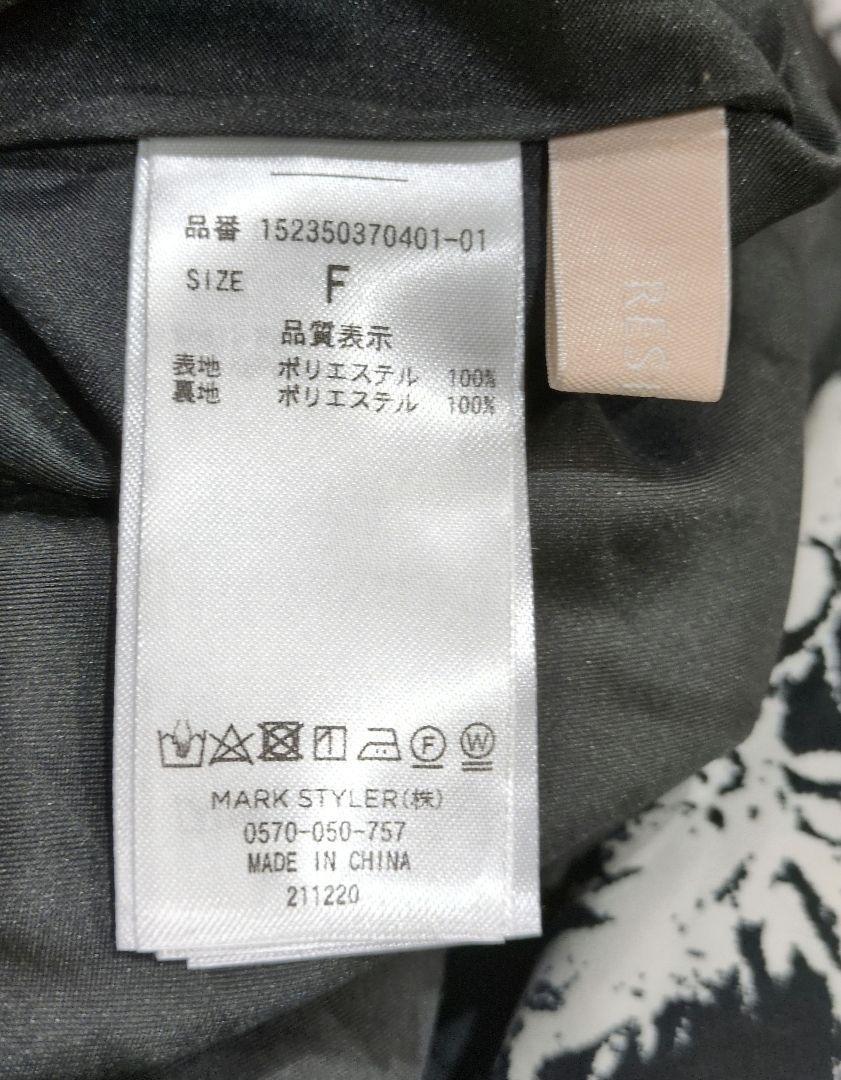 品番 152350370401-01
SIZE F
品質表示
表地 ポリエステル 100%
裏地 ポリエステル 100%
F W
MARK STYLER(株)
0570-050-757
MADE IN CHINA
211220